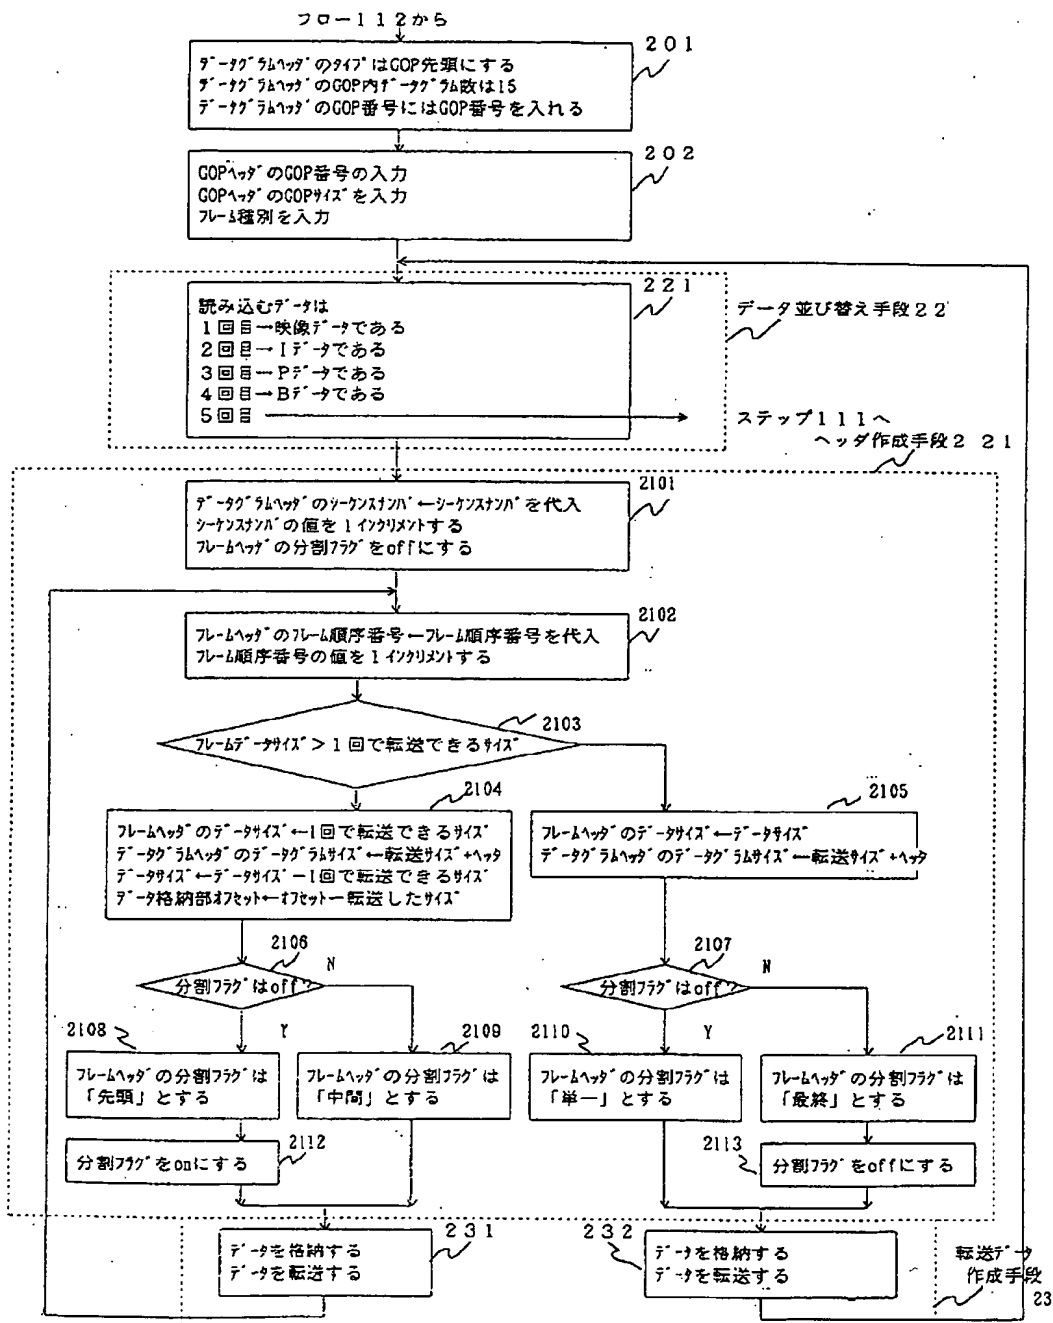 フロー１１２から
２０１
ﾃﾞｰﾀｸﾞﾗﾑﾍｯﾀﾞのﾀｲﾌﾟはGOP先頭にする
ﾃﾞｰﾀｸﾞﾗﾑﾍｯﾀﾞのGOP内ﾃﾞｰﾀｸﾞﾗﾑ数は15
ﾃﾞｰﾀｸﾞﾗﾑﾍｯﾀﾞのGOP番号にはGOP番号を入れる
２０２
GOPﾍｯﾀﾞのGOP番号の入力
GOPﾍｯﾀﾞのGOPｻｲｽﾞを入力
ﾌﾚｰﾑ種別を入力
２２１
読み込むデータは
１回目→映像データである
２回目→Ｉﾃﾞｰﾀである
３回目→Ｐﾃﾞｰﾀである
４回目→Ｂﾃﾞｰﾀである
５回目
データ並び替え手段２２
ステップ１１１へ
ヘッダ作成手段２ ２１
2101
ﾃﾞｰﾀｸﾞﾗﾑﾍｯﾀﾞのｼｰｹﾝｽﾅﾝﾊﾞ←ｼｰｹﾝｽﾅﾝﾊﾞを代入
ｼｰｹﾝｽﾅﾝﾊﾞの値を１ｲﾝｸﾘﾒﾝﾄする
ﾌﾚｰﾑﾍｯﾀﾞの分割ﾌﾗｸﾞをoffにする
2102
ﾌﾚｰﾑﾍｯﾀﾞのﾌﾚｰﾑ順序番号←ﾌﾚｰﾑ順序番号を代入
ﾌﾚｰﾑ順序番号の値を１ｲﾝｸﾘﾒﾝﾄする
2103
ﾌﾚｰﾑﾃﾞｰﾀｻｲｽﾞ＞１回で転送できるｻｲｽﾞ
2104
ﾌﾚｰﾑﾍｯﾀﾞのﾃﾞｰﾀｻｲｽﾞ←1回で転送できるｻｲｽﾞ
ﾃﾞｰﾀｸﾞﾗﾑﾍｯﾀﾞのﾃﾞｰﾀｸﾞﾗﾑｻｲｽﾞ←転送ｻｲｽﾞ+ﾍｯﾀ
ﾃﾞｰﾀｻｲｽﾞ←ﾃﾞｰﾀｻｲｽﾞー1回で転送できるｻｲｽﾞ
ﾃﾞｰﾀ格納部ｵﾌｾｯﾄ←ｵﾌｾｯﾄー転送したｻｲｽﾞ
2105
ﾌﾚｰﾑﾍｯﾀﾞのﾃﾞｰﾀｻｲｽﾞ←ﾃﾞｰﾀｻｲｽﾞ
ﾃﾞｰﾀｸﾞﾗﾑﾍｯﾀﾞのﾃﾞｰﾀｸﾞﾗﾑｻｲｽﾞ←転送ｻｲｽﾞ+ﾍｯﾀ
2106
分割ﾌﾗｸﾞはoff?
N
Y
2107
分割ﾌﾗｸﾞはoff?
N
Y
2108
ﾌﾚｰﾑﾍｯﾀﾞの分割ﾌﾗｸﾞは
「先頭」とする
2109
ﾌﾚｰﾑﾍｯﾀﾞの分割ﾌﾗｸﾞは
「中間」とする
2110
ﾌﾚｰﾑﾍｯﾀﾞの分割ﾌﾗｸﾞは
「単一」とする
2111
ﾌﾚｰﾑﾍｯﾀﾞの分割ﾌﾗｸﾞは
「最終」とする
2112
分割ﾌﾗｸﾞをonにする
2113
分割ﾌﾗｸﾞをoffにする
２３１
ﾃﾞｰﾀを格納する
ﾃﾞｰﾀを転送する
２３２
ﾃﾞｰﾀを格納する
ﾃﾞｰﾀを転送する
転送ﾃﾞｰﾀ
作成手段
23